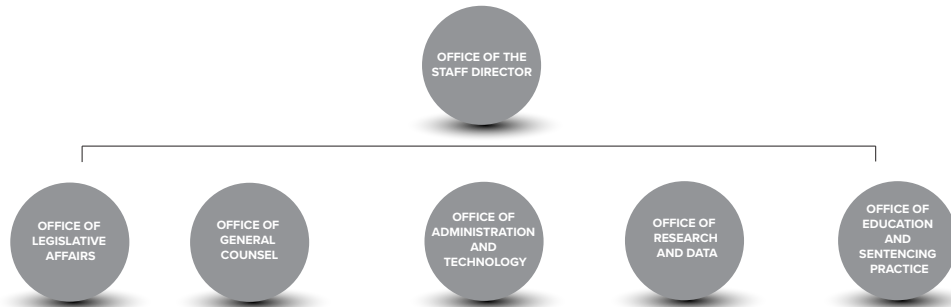 OFFICE OF THE
STAFF DIRECTOR
OFFICE OF
LEGISLATIVE
AFFAIRS
OFFICE OF
GENERAL
COUNSEL
OFFICE OF
ADMINISTRATION
AND
TECHNOLOGY
OFFICE OF
RESEARCH
AND DATA
OFFICE OF
EDUCATION
AND
SENTENCING
PRACTICE